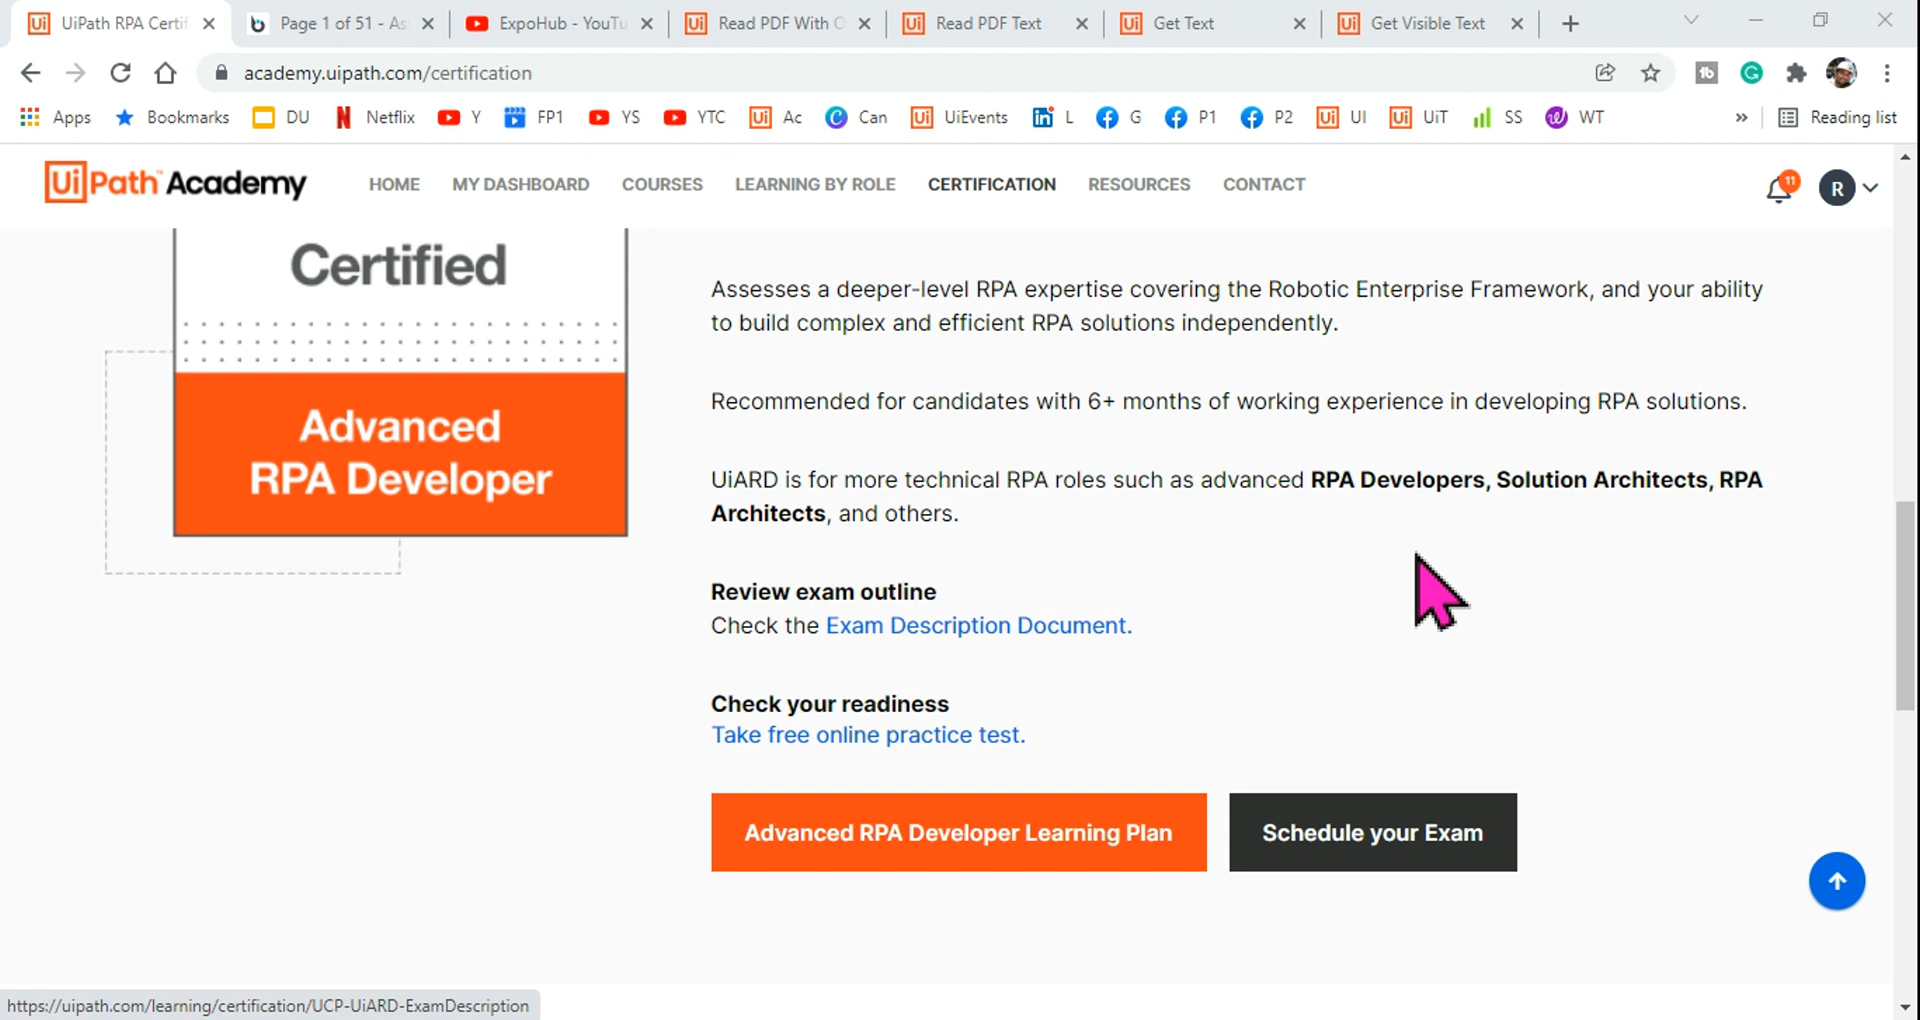 UiPath RPA Certif
Page 1 of 51 - As
ExpoHub - YouTu
Read PDF With O
Read PDF Text
Get Text
Get Visible Text
academy.uipath.com/certification
Apps
Bookmarks
DU
Netflix
Y
FP1
YS
YTC
Ac
Can
UiEvents
L
G
P1
P2
UI
UiT
SS
WT
»
Reading list
UiPath™ Academy
HOME
MY DASHBOARD
COURSES
LEARNING BY ROLE
CERTIFICATION
RESOURCES
CONTACT
11
R
Certified
Advanced
RPA Developer
Assesses a deeper-level RPA expertise covering the Robotic Enterprise Framework, and your ability
to build complex and efficient RPA solutions independently.
Recommended for candidates with 6+ months of working experience in developing RPA solutions.
UiARD is for more technical RPA roles such as advanced RPA Developers, Solution Architects, RPA
Architects, and others.
Review exam outline
Check the Exam Description Document.
Check your readiness
Take free online practice test.
Advanced RPA Developer Learning Plan
Schedule your Exam
https://uipath.com/learning/certification/UCP-UiARD-ExamDescription